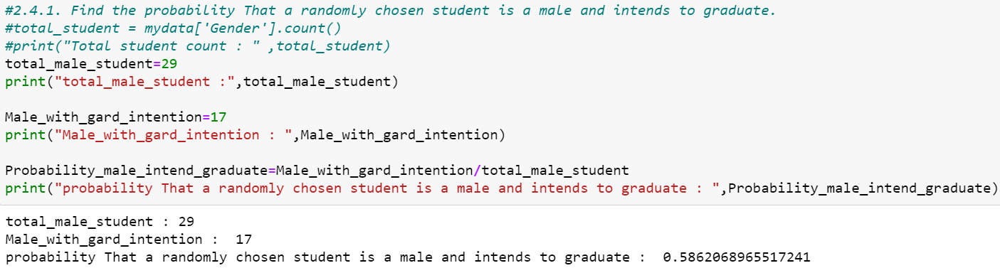 #2.4.1. Find the probability That a randomly chosen student is a male and intends to graduate.
#total_student = mydata['Gender'].count()
#print("Total student count : " ,total_student)
total_male_student=29
print("total_male_student :",total_male_student)
Male_with_gard_intention=17
print("Male_with_gard_intention : ",Male_with_gard_intention)
Probability_male_intend_graduate=Male_with_gard_intention/total_male_student
print("probability That a randomly chosen student is a male and intends to graduate : ",Probability_male_intend_graduate)
total_male_student : 29
Male_with_gard_intention :  17
probability That a randomly chosen student is a male and intends to graduate :  0.5862068965517241